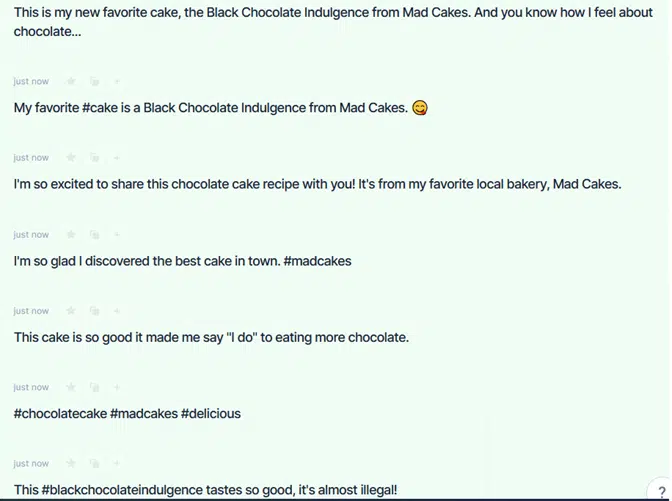 This is my new favorite cake, the Black Chocolate Indulgence from Mad Cakes. And you know how I feel about
chocolate...
just now
My favorite #cake is a Black Chocolate Indulgence from Mad Cakes. 😋
just now
I'm so excited to share this chocolate cake recipe with you! It's from my favorite local bakery, Mad Cakes.
just now
I'm so glad I discovered the best cake in town. #madcakes
just now
This cake is so good it made me say "I do" to eating more chocolate.
just now
#chocolatecake #madcakes #delicious
just now
This #blackchocolateindulgence tastes so good, it's almost illegal!
?